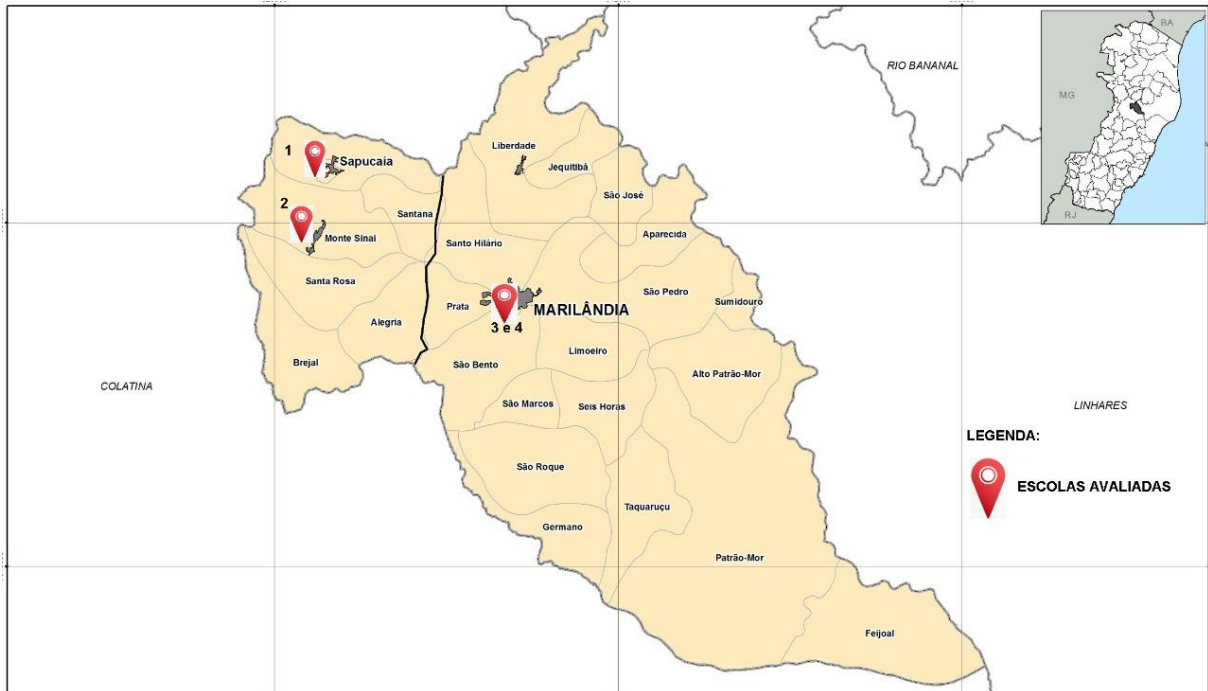 BA
RIO BANANAL
MG
Liberdade
1
Sapucaia
Jequitibá
São José
2
Santana
RJ
Monte Sinai
Santo Hilário
Aparecida
Santa Rosa
São Pedro
Sumidouro
Prata
MARILÂNDIA
Alegria
3 e 4
Limoeiro
Brejal
São Bento
Alto Patrão-Mor
COLATINA
São Marcos
Seis Horas
LINHARES
LEGENDA:
São Roque
ESCOLAS AVALIADAS
Taquaruçu
Germano
Patrão-Mor
Feijoal